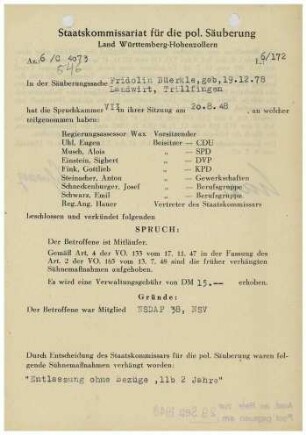 Staatskommissariat für die pol. Säuberung
Land Württemberg-Hohenzollern
6/172
In der Säuberungssache Fridolin Büerkle, geb, 19.12.78
Landwirt, Trillfingen
hat die Spruchkammer VII in ihrer Sitzung am 20.8.48 , an welcher
teilgenommen haben:
Regierungsassessor Wax Vorsitzender
Uhl, Eugen Beisitzer — CDU
Musch, Alois „ — SPD
Einstein, Sigbert „ — DVP
Fink, Gottlieb „ — KPD
Steinacher, Anton „ — Gewerkschaften
Schneckenburger, Josef „ — Berufsgruppe
Schwarz, Emil „ — Berufsgruppe
Reg.Ang. Haner Vertreter des Staatskommissars
beschlossen und verkündet folgenden
SPRUCH:
Der Betroffene ist Mitläufer.
Gemäß Art. 4 der VO. 133 vom 17. 11. 47 in der Fassung des
Art. 2 der VO. 165 vom 13. 7. 48 sind die früher verhängten
Sühnemaßnahmen aufgehoben.
Es wird eine Verwaltungsgebühr von DM 15.-- erhoben.
Gründe:
Der Betroffene war Mitglied NSDAP 38, NSV
Durch Entscheidung des Staatskommissars für die pol. Säuberung waren fol-
gende Sühnemaßnahmen verhängt worden:
"Entlassung ohne Bezüge ,11b 2 Jahre"